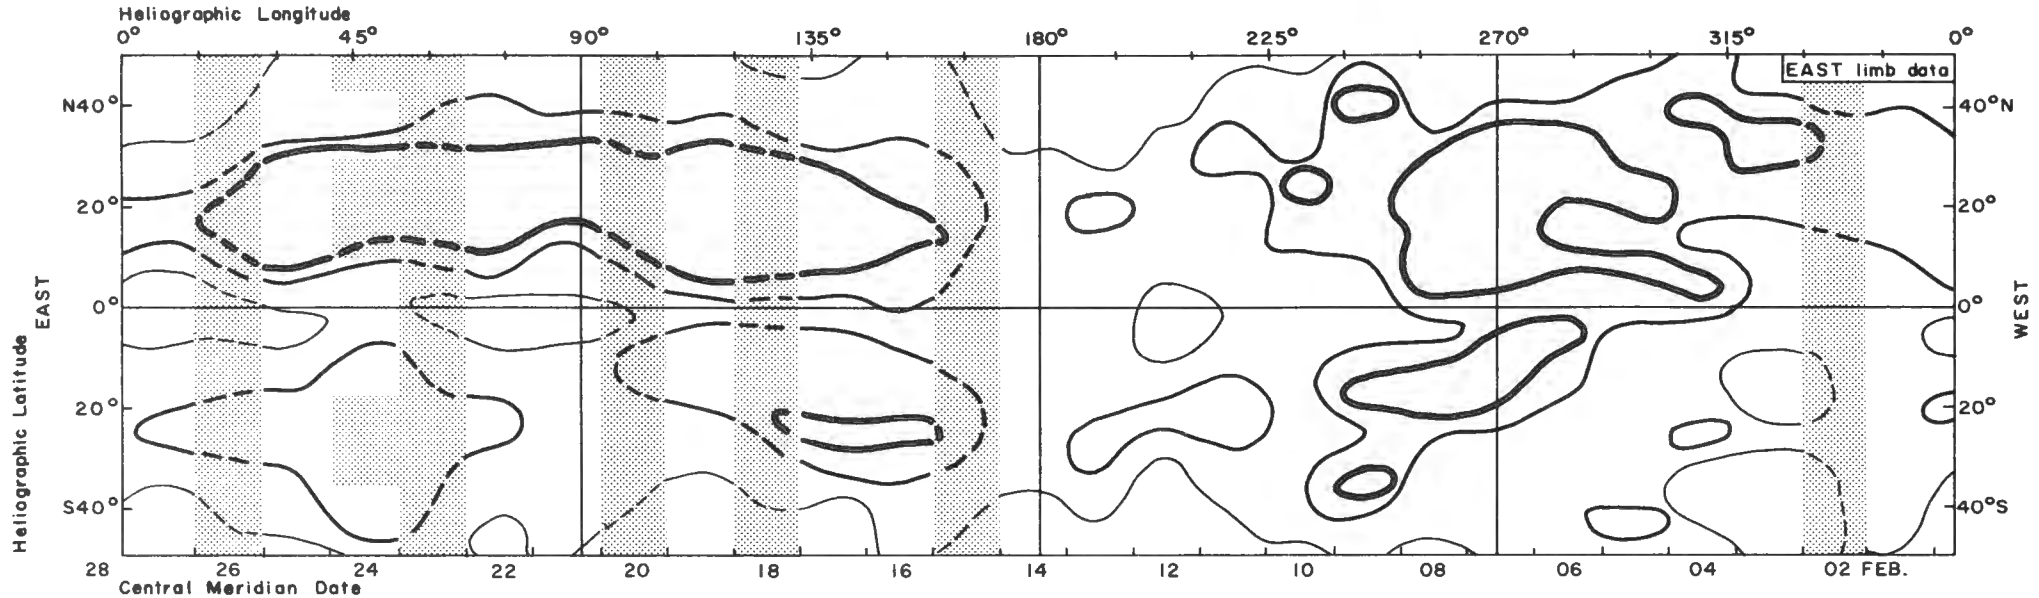 Heliographic Longitude
0° 45° 90° 135° 180° 225° 270° 315° 0°
EAST limb data
N40° 40°N
20° 20°
0° 0°
20° 20°
S40° 40°S
EAST
Heliographic Latitude
WEST
28 26 24 22 20 18 16 14 12 10 08 06 04 02 FEB.
Central Meridian Date